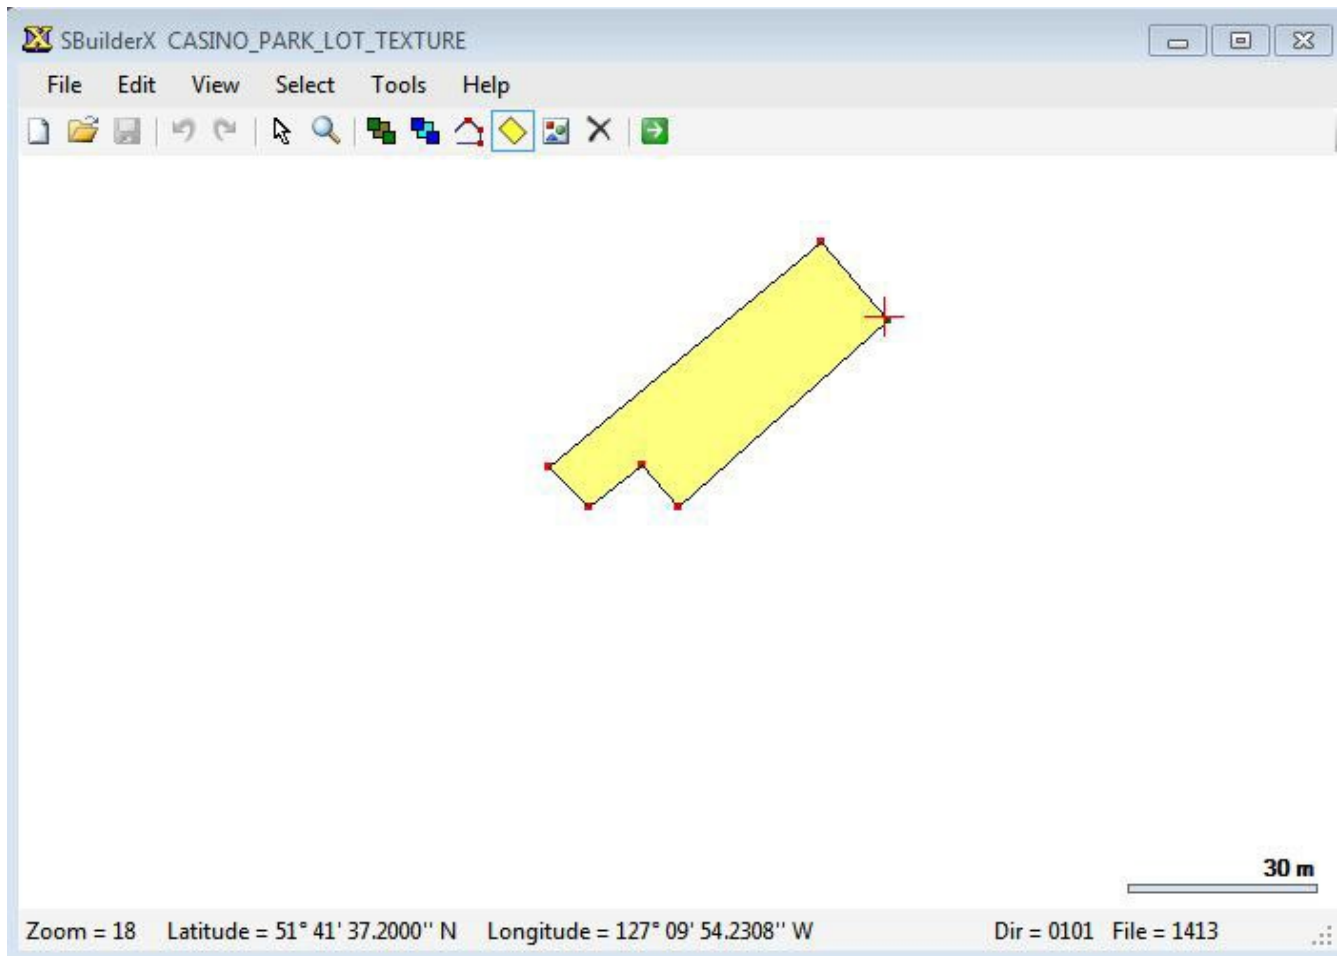 SBuilderX CASINO_PARK_LOT_TEXTURE
File Edit View Select Tools Help
30 m
Zoom = 18 Latitude = 51° 41' 37.2000'' N Longitude = 127° 09' 54.2308'' W Dir = 0101 File = 1413